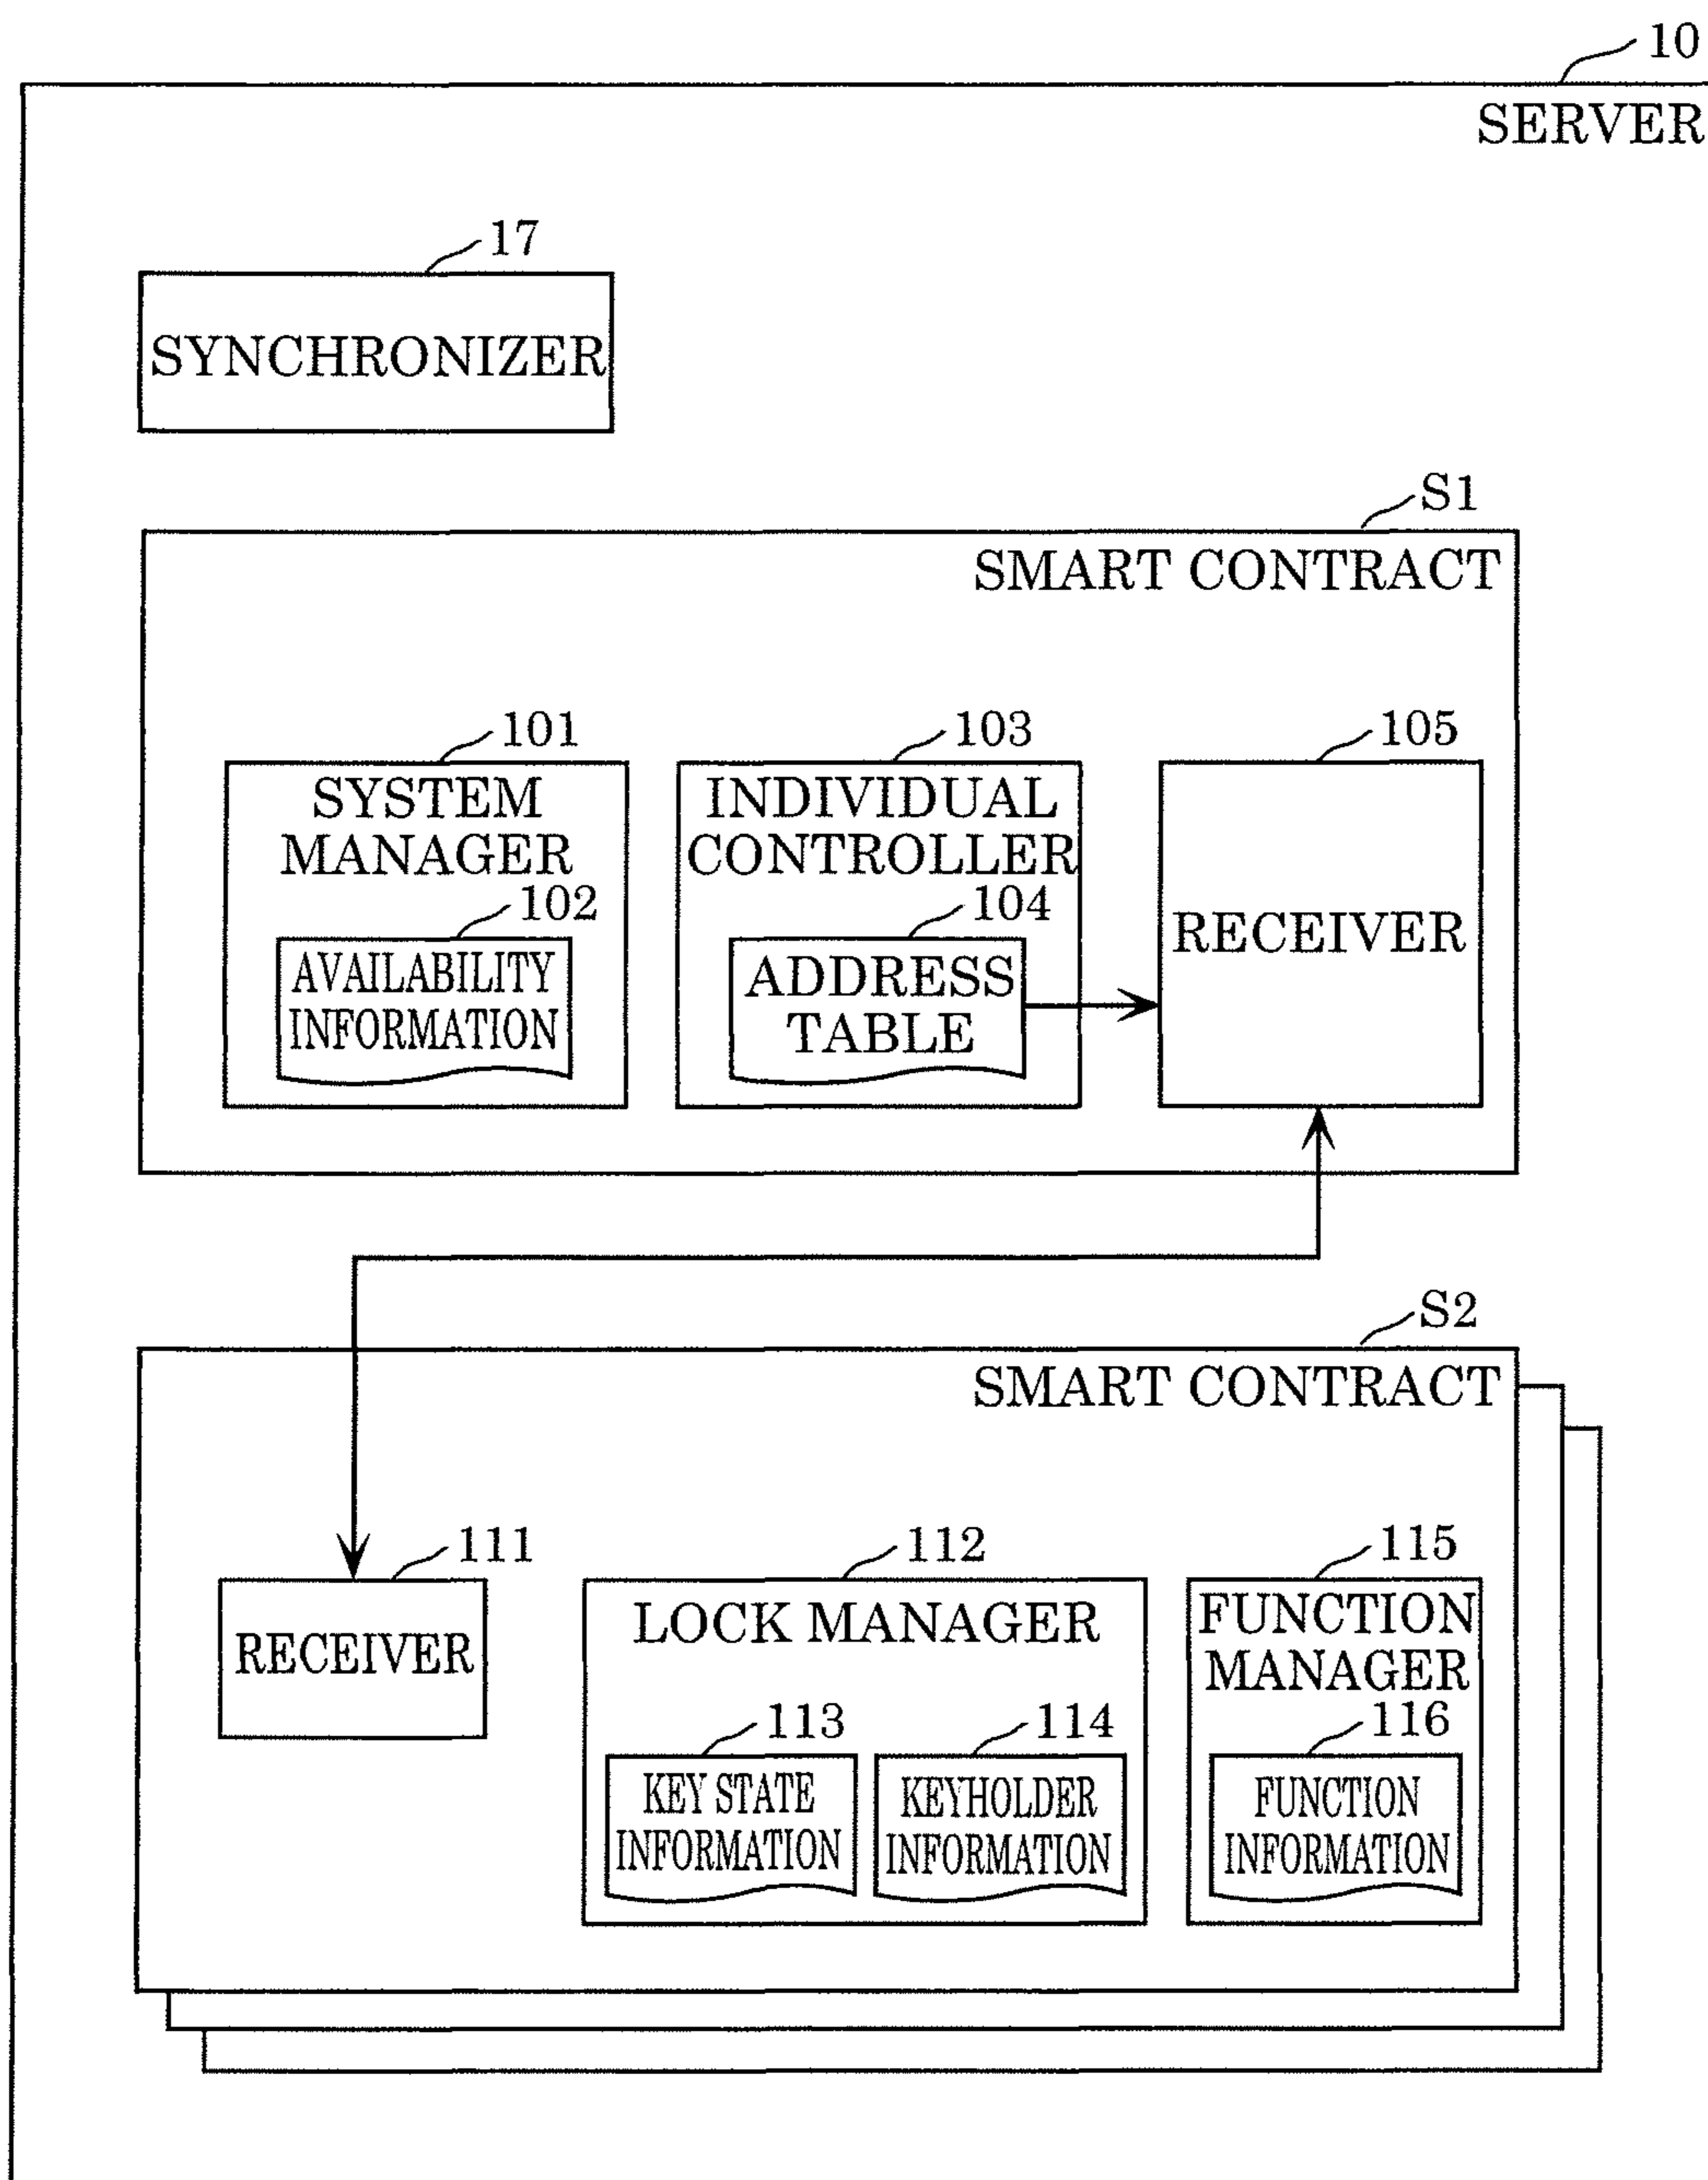 10
SERVER
17
SYNCHRONIZER
S1
SMART CONTRACT
101
SYSTEM
MANAGER
102
AVAILABILITY
INFORMATION
103
INDIVIDUAL
CONTROLLER
104
ADDRESS
TABLE
105
RECEIVER
S2
SMART CONTRACT
111
RECEIVER
112
LOCK MANAGER
113
KEY STATE
INFORMATION
114
KEYHOLDER
INFORMATION
115
FUNCTION
MANAGER
116
FUNCTION
INFORMATION